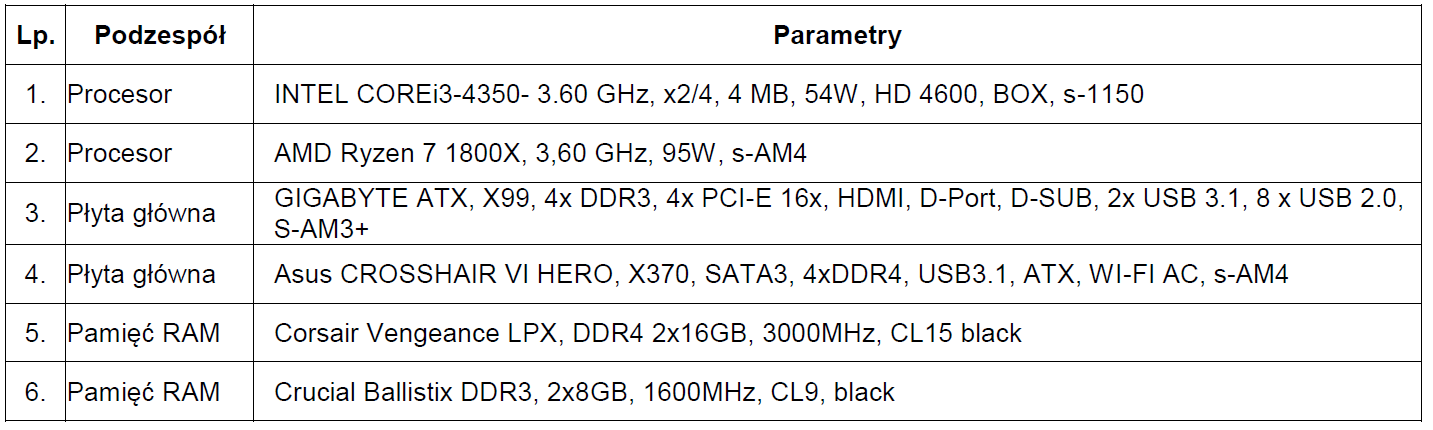 Lp. Podzespół Parametry
1. Procesor INTEL COREi3-4350- 3.60 GHz, x2/4, 4 MB, 54W, HD 4600, BOX, s-1150
2. Procesor AMD Ryzen 7 1800X, 3,60 GHz, 95W, s-AM4
3. Płyta główna GIGABYTE ATX, X99, 4x DDR3, 4x PCI-E 16x, HDMI, D-Port, D-SUB, 2x USB 3.1, 8 x USB 2.0,
S-AM3+
4. Płyta główna Asus CROSSHAIR VI HERO, X370, SATA3, 4xDDR4, USB3.1, ATX, WI-FI AC, s-AM4
5. Pamięć RAM Corsair Vengeance LPX, DDR4 2x16GB, 3000MHz, CL15 black
6. Pamięć RAM Crucial Ballistix DDR3, 2x8GB, 1600MHz, CL9, black